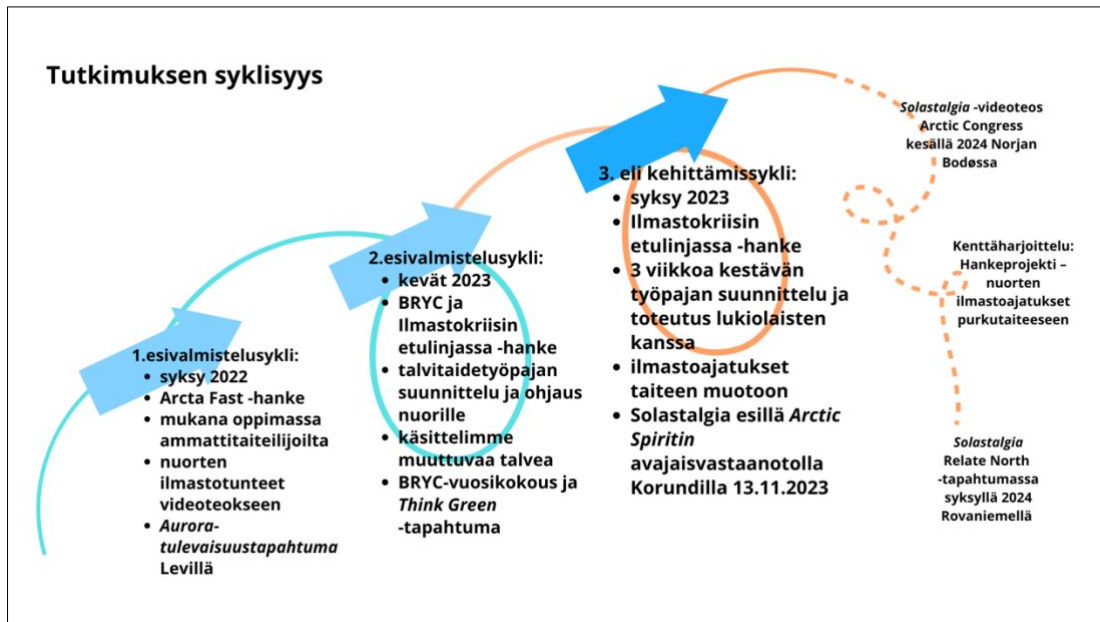 Tutkimuksen syklisyys
1.esivalmistelusykli:
• syksy 2022
• Arcta Fast -hanke
• mukana oppimassa
ammattitaiteilijoilta
• nuorten
ilmastotunteet
videoteokseen
• Aurora-
tulevaisuustapahtuma
Levillä
2.esivalmistelusykli:
• kevät 2023
• BRYC ja
Ilmastokriisin
etulinjassa -hanke
• talvitaidetyöpajan
suunnittelu ja ohjaus
nuorille
• käsittelimme
muuttuvaa talvea
• BRYC-vuosikokous ja
Think Green
-tapahtuma
3. eli kehittämissykli:
• syksy 2023
• Ilmastokriisin
etulinjassa -hanke
• 3 viikkoa kestävän
työpajan suunnittelu ja
toteutus lukiolaisten
kanssa
• ilmastoajatukset
taiteen muotoon
• Solastalgia esillä Arctic
Spiritin
avajaisvastaanotolla
Korundilla 13.11.2023
Solastalgia -videoteos
Arctic Congress
kesällä 2024 Norjan
Bodøssa
Kenttäharjoittelu:
Hankeprojekti –
nuorten
ilmastoajatukset
purkutaiteeseen
Solastalgia
Relate North
-tapahtumassa
syksyllä 2024
Rovaniemellä